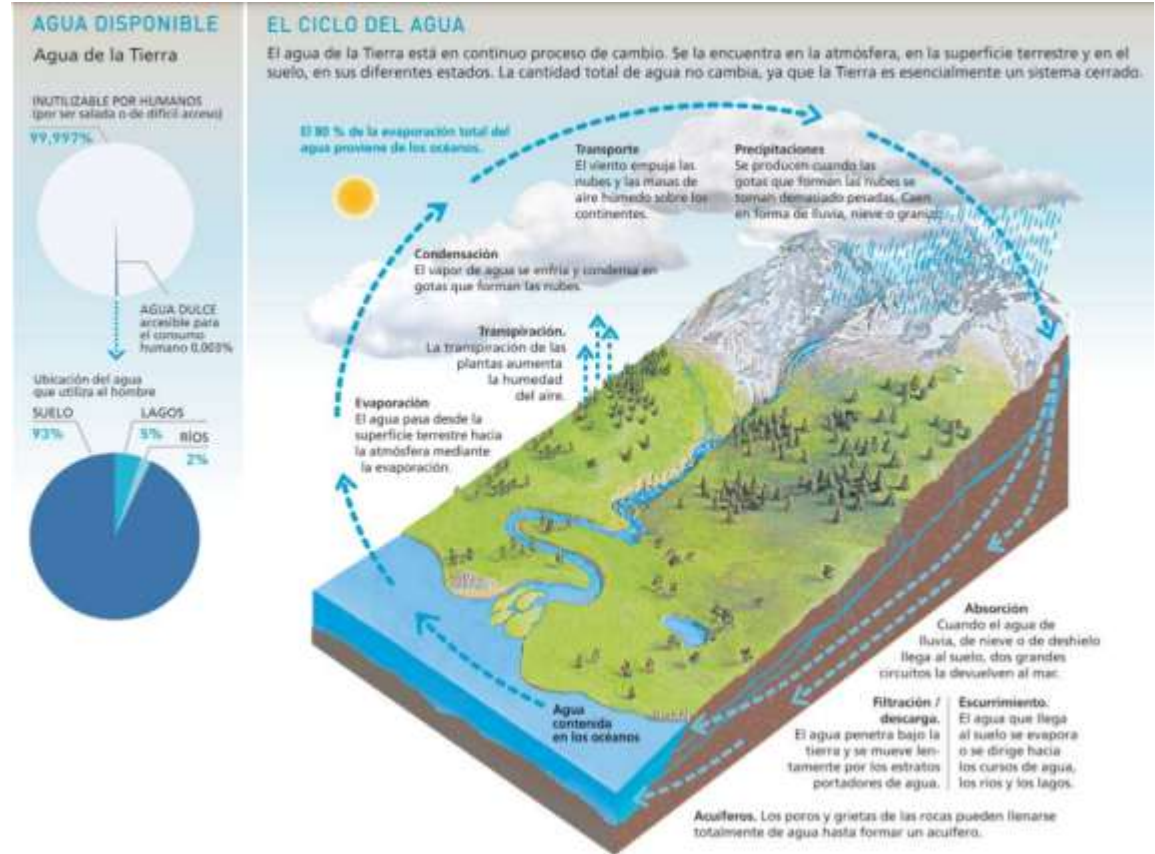 AGUA DISPONIBLE
Agua de la Tierra
INUTILIZABLE POR HUMANOS
(por ser salada o de difícil acceso)
99,997%
AGUA DULCE
accesible para
el consumo
humano 0,003%
Ubicación del agua
que utiliza el hombre
SUELO
93%
LAGOS
5%
RÍOS
2%
EL CICLO DEL AGUA
El agua de la Tierra está en continuo proceso de cambio. Se la encuentra en la atmósfera, en la superficie terrestre y en el
suelo, en sus diferentes estados. La cantidad total de agua no cambia, ya que la Tierra es esencialmente un sistema cerrado.
El 80 % de la evaporación total del
agua proviene de los océanos.
Transporte
El viento empuja las
nubes y las masas de
aire húmedo sobre los
continentes.
Precipitaciones
Se producen cuando las
gotas que forman las nubes se
tornan demasiado pesadas. Caen
en forma de lluvia, nieve o granizo.
Condensación
El vapor de agua se enfría y condensa en
gotas que forman las nubes.
Transpiración.
La transpiración de las
plantas aumenta
la humedad
del aire.
Evaporación
El agua pasa desde la
superficie terrestre hacia
la atmósfera mediante
la evaporación.
Agua
contenida
en los océanos
Absorción
Cuando el agua de
lluvia, de nieve o de deshielo
llega al suelo, dos grandes
circuitos la devuelven al mar.
Filtración /
descarga.
El agua penetra bajo la
tierra y se mueve len-
tamente por los estratos
portadores de agua.
Escurrimiento.
El agua que llega
al suelo se evapora
o se dirige hacia
los cursos de agua,
los ríos y los lagos.
Acuíferos. Los poros y grietas de las rocas pueden llenarse
totalmente de agua hasta formar un acuífero.